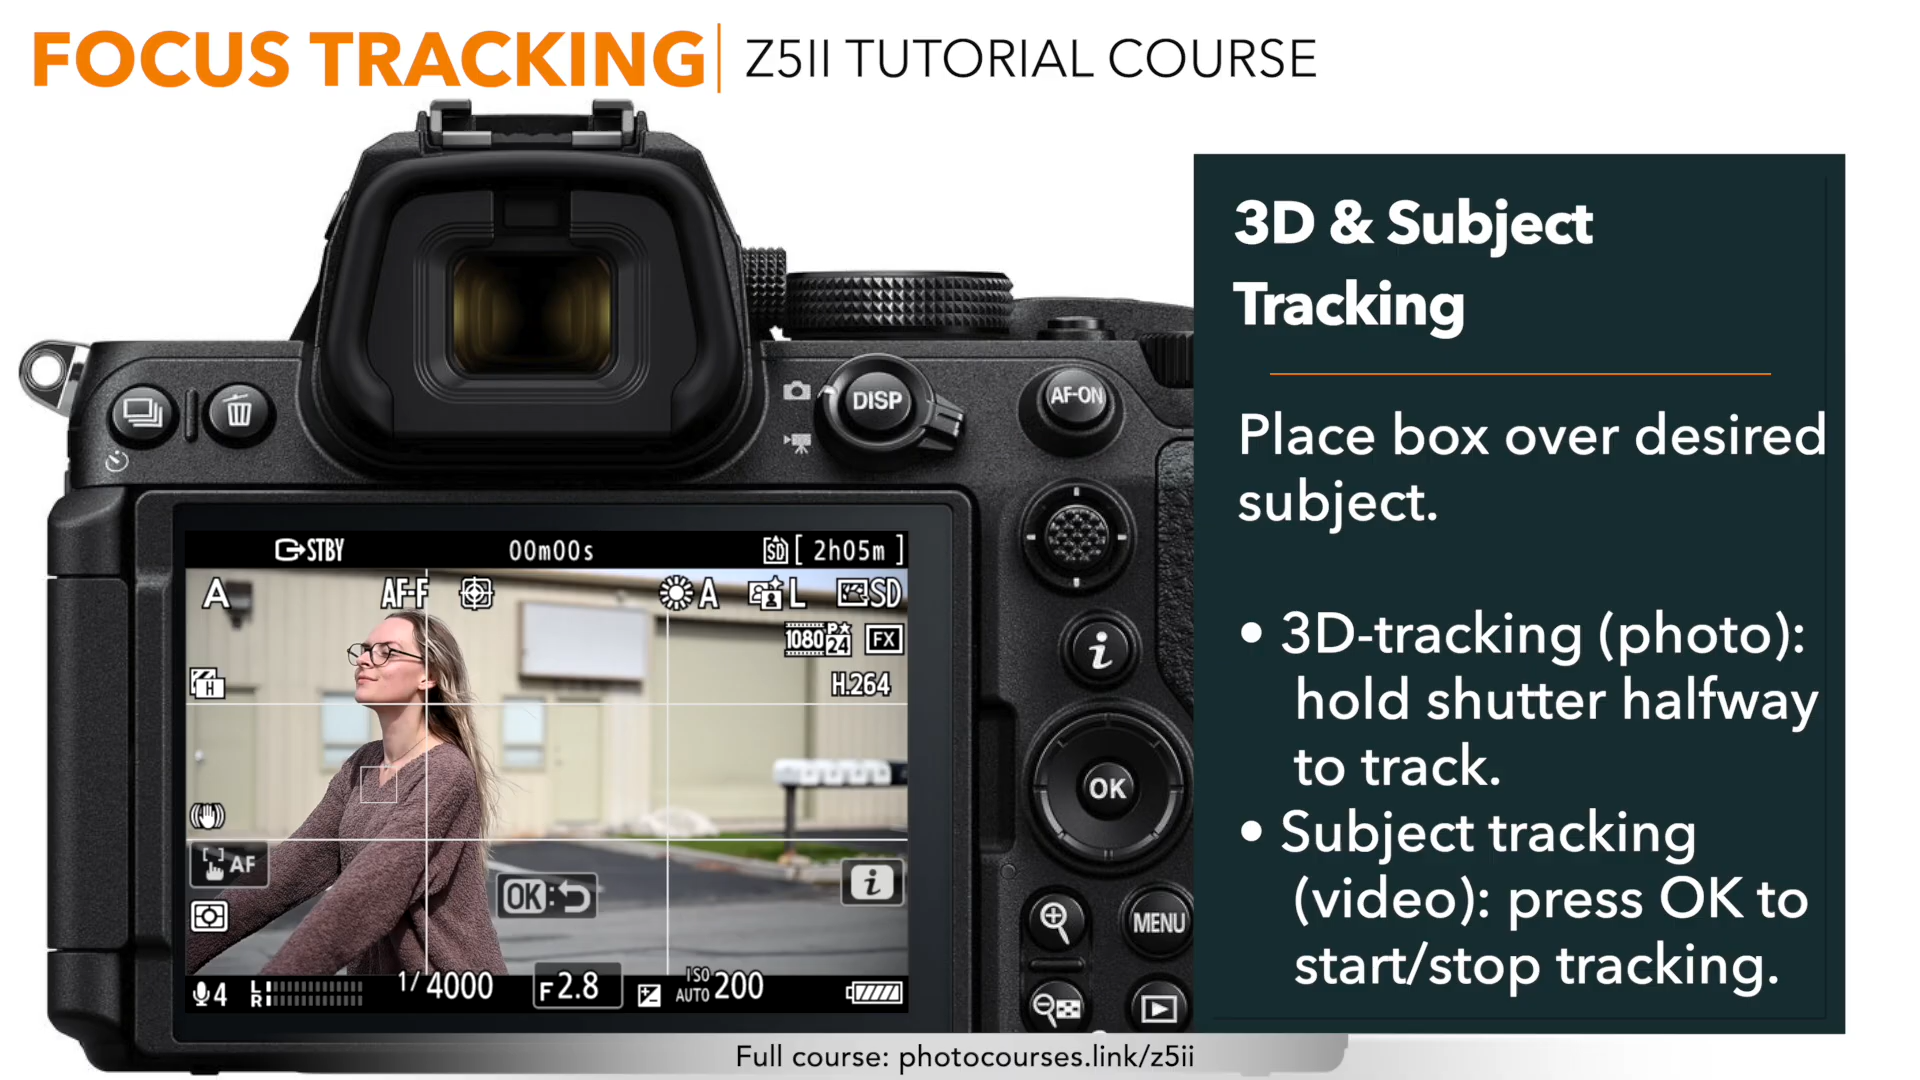 FOCUS TRACKING
Z5II TUTORIAL COURSE
3D & Subject
Tracking
Place box over desired
subject.
• 3D-tracking (photo):
hold shutter halfway
to track.
• Subject tracking
(video): press OK to
start/stop tracking.
DISP
AF-ON
i
OK
MENU
STBY
00m00s
SD [ 2h05m ]
A
AF-F
A
L
SD
1080 P★ 24
FX
H.264
H
AF
OK:
i
4
L
R
1/4000
F2.8
ISO
AUTO 200
Full course: photocourses.link/z5ii